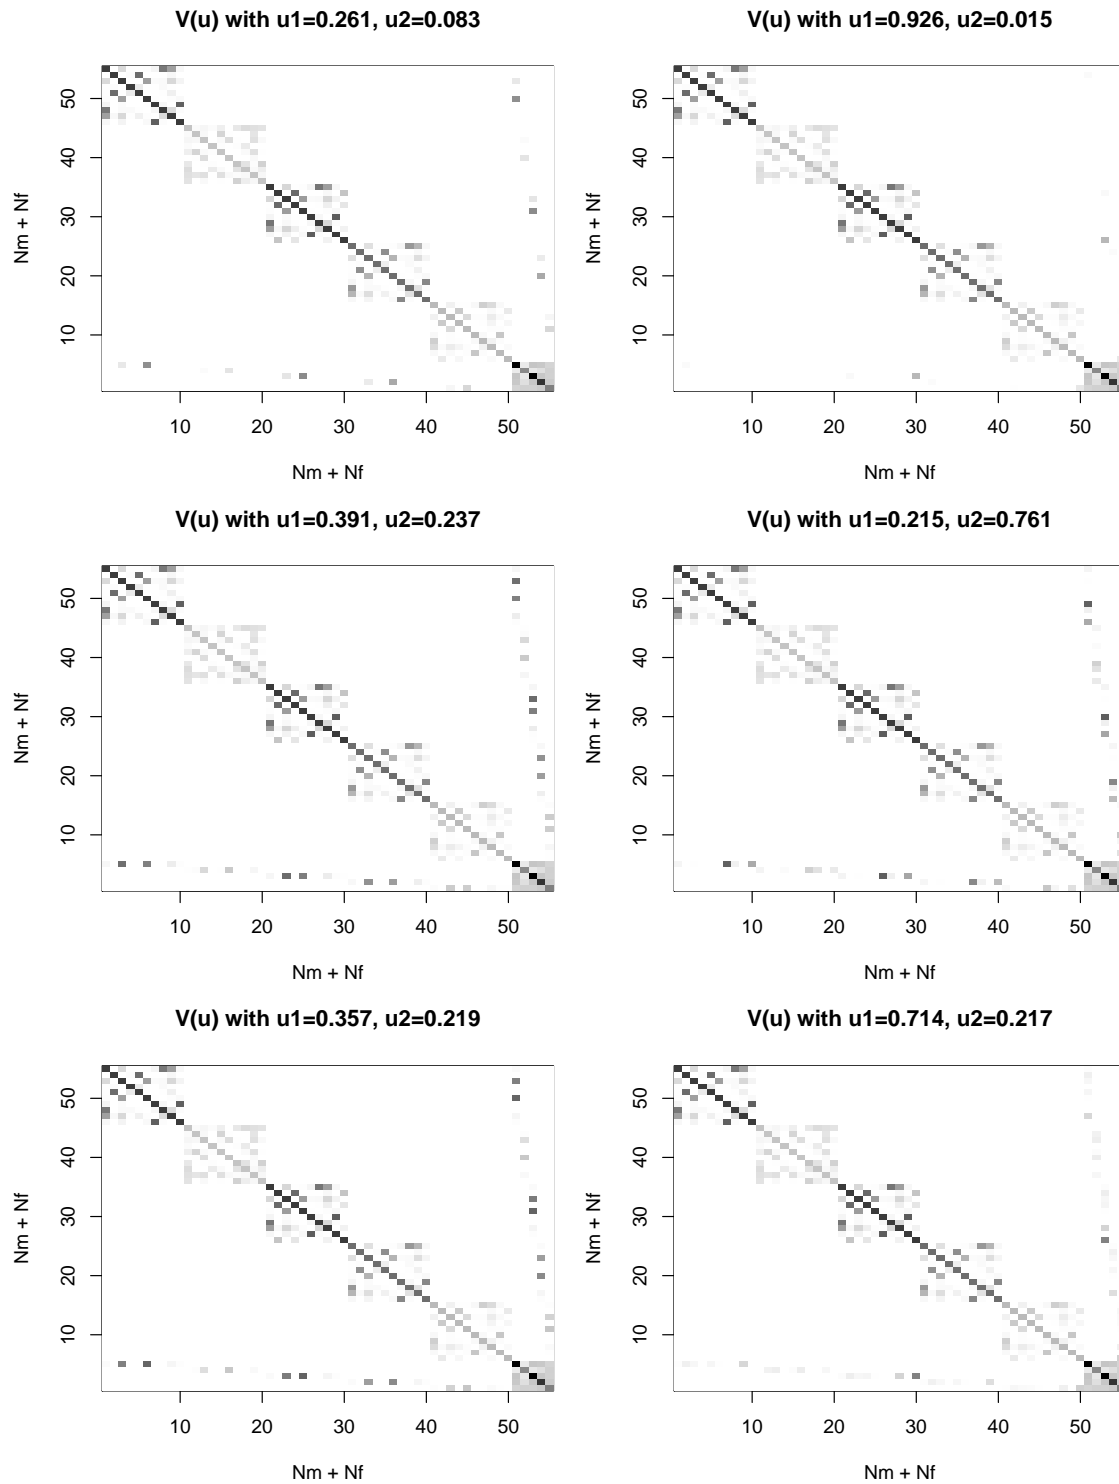 V(u) with u1=0.261, u2=0.083
50
40
30
20
10
Nm + Nf
10 20 30 40 50
Nm + Nf
V(u) with u1=0.926, u2=0.015
50
40
30
20
10
Nm + Nf
10 20 30 40 50
Nm + Nf
V(u) with u1=0.391, u2=0.237
50
40
30
20
10
Nm + Nf
10 20 30 40 50
Nm + Nf
V(u) with u1=0.215, u2=0.761
50
40
30
20
10
Nm + Nf
10 20 30 40 50
Nm + Nf
V(u) with u1=0.357, u2=0.219
50
40
30
20
10
Nm + Nf
10 20 30 40 50
Nm + Nf
V(u) with u1=0.714, u2=0.217
50
40
30
20
10
Nm + Nf
10 20 30 40 50
Nm + Nf